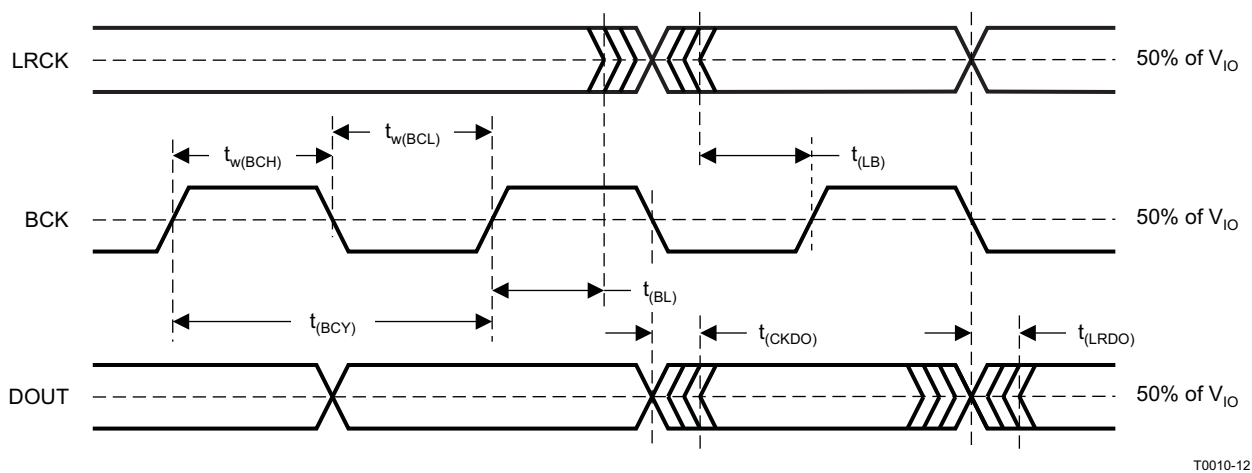 LRCK
50% of V_IO
t_w(BCL)
t_w(BCH)
t_(LB)
BCK
50% of V_IO
t_(BL)
t_(BCY)
t_(CKDO)
t_(LRDO)
DOUT
50% of V_IO
T0010-12